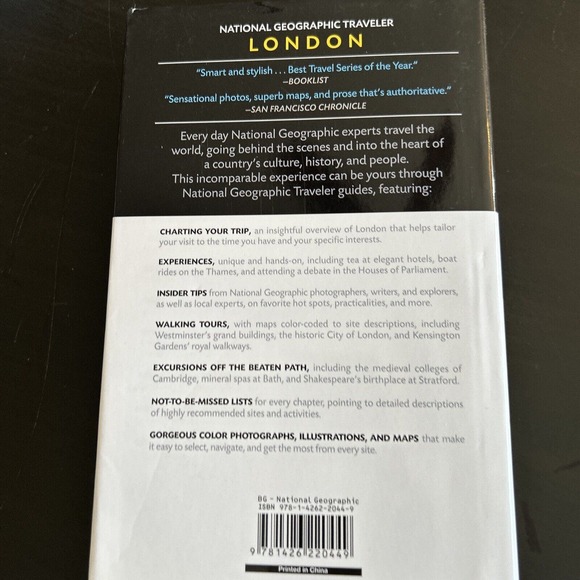 NATIONAL GEOGRAPHIC TRAVELER
LONDON
“Smart and stylish . . . Best Travel Series of the Year.”
–BOOKLIST
“Sensational photos, superb maps, and prose that’s authoritative.”
–SAN FRANCISCO CHRONICLE
Every day National Geographic experts travel the
world, going behind the scenes and into the heart of
a country’s culture, history, and people.
This incomparable experience can be yours through
National Geographic Traveler guides, featuring:
CHARTING YOUR TRIP, an insightful overview of London that helps tailor
your visit to the time you have and your specific interests.
EXPERIENCES, unique and hands-on, including tea at elegant hotels, boat
rides on the Thames, and attending a debate in the Houses of Parliament.
INSIDER TIPS from National Geographic photographers, writers, and explorers,
as well as local experts, on favorite hot spots, practicalities, and more.
WALKING TOURS, with maps color-coded to site descriptions, including
Westminster’s grand buildings, the historic City of London, and Kensington
Gardens’ royal walkways.
EXCURSIONS OFF THE BEATEN PATH, including the medieval colleges of
Cambridge, mineral spas at Bath, and Shakespeare’s birthplace at Stratford.
NOT-TO-BE-MISSED LISTS for every chapter, pointing to detailed descriptions
of highly recommended sites and activities.
GORGEOUS COLOR PHOTOGRAPHS, ILLUSTRATIONS, AND MAPS that make
it easy to select, navigate, and get the most from every site.
BG - National Geographic
ISBN 978-1-4262-2044-9
9 781426 220449
Printed in China